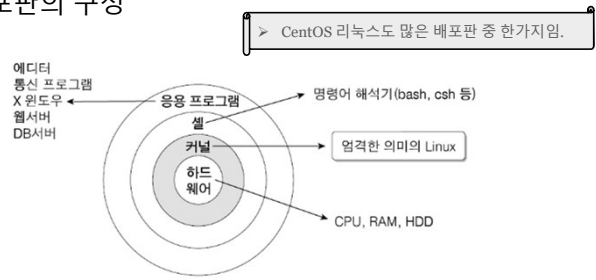 포판의 구성
➢ CentOS 리눅스도 많은 배포판 중 한가지임.
에디터
통신 프로그램
X 윈도우
웹서버
DB서버
응용 프로그램
셸
커널
하드
웨어
명령어 해석기(bash, csh 등)
엄격한 의미의 Linux
CPU, RAM, HDD